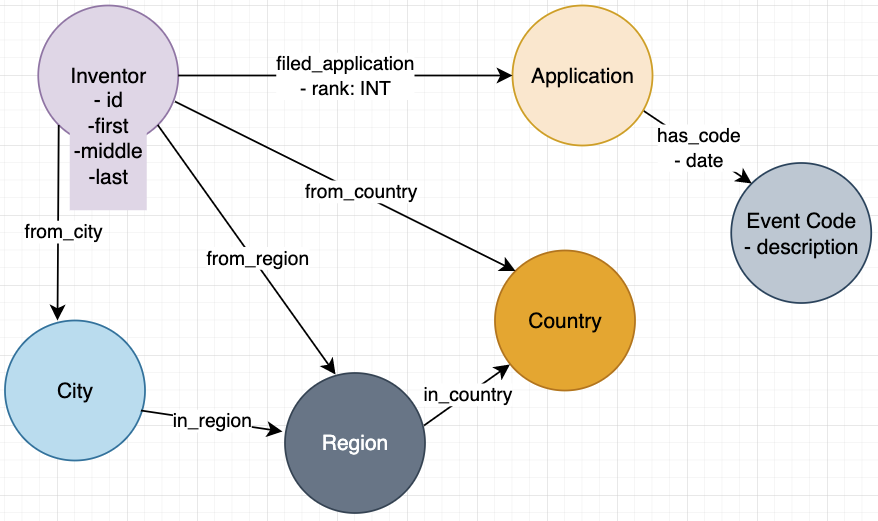 Inventor
- id
-first
-middle
-last
filed_application
- rank: INT
Application
has_code
- date
Event Code
- description
from_country
from_city
from_region
Country
City
in_region
Region
in_country